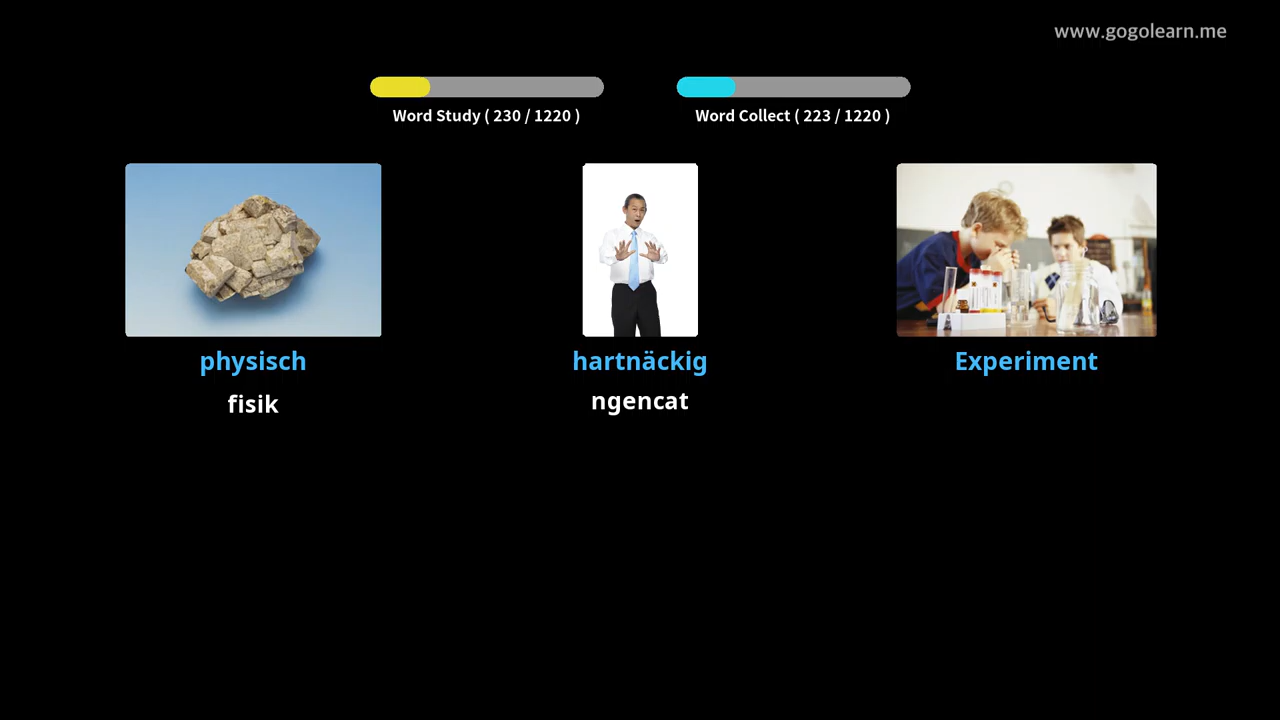 www.gogolearn.me
Word Study ( 230 / 1220 )
Word Collect ( 223 / 1220 )
physisch
hartnäckig
Experiment
fisik
ngencat